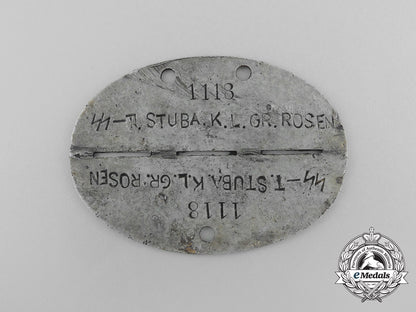 1118
ᛋᛋ-T. STUBA. K. L. GR. ROSEN
ᛋᛋ-T. STUBA. K. L. GR. ROSEN
1118
eMedals